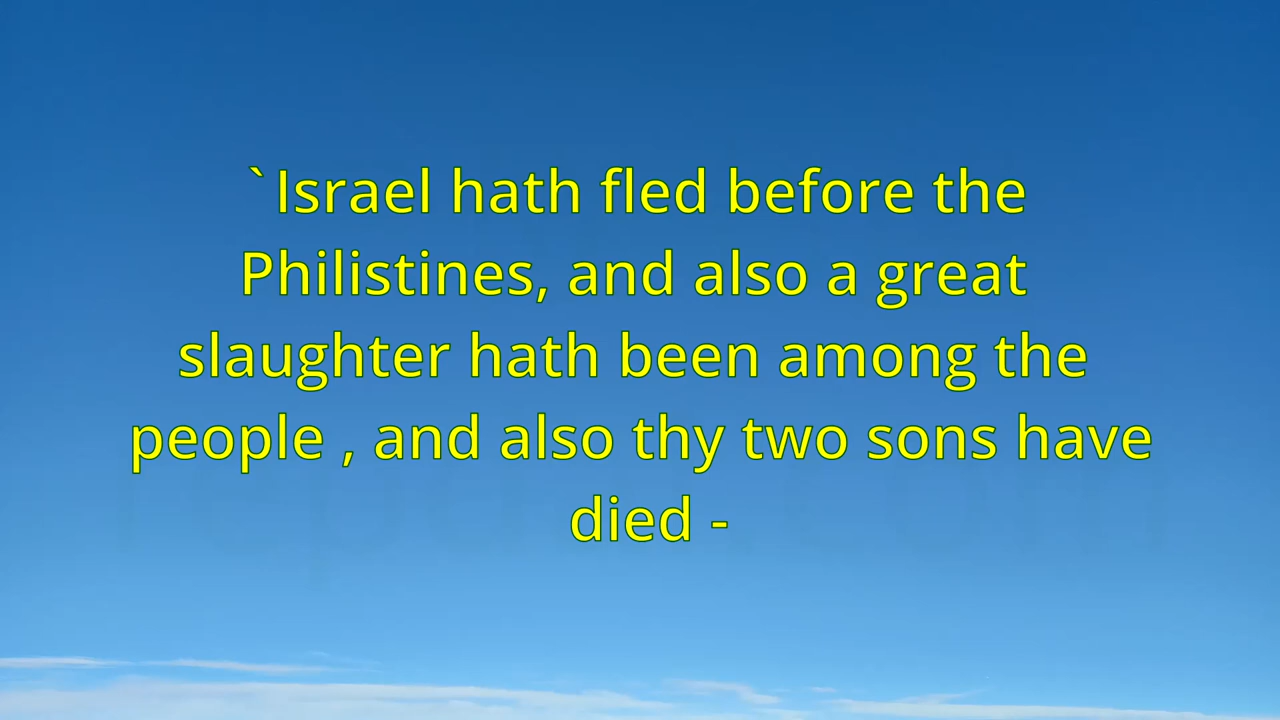 `Israel hath fled before the
Philistines, and also a great
slaughter hath been among the
people , and also thy two sons have
died -